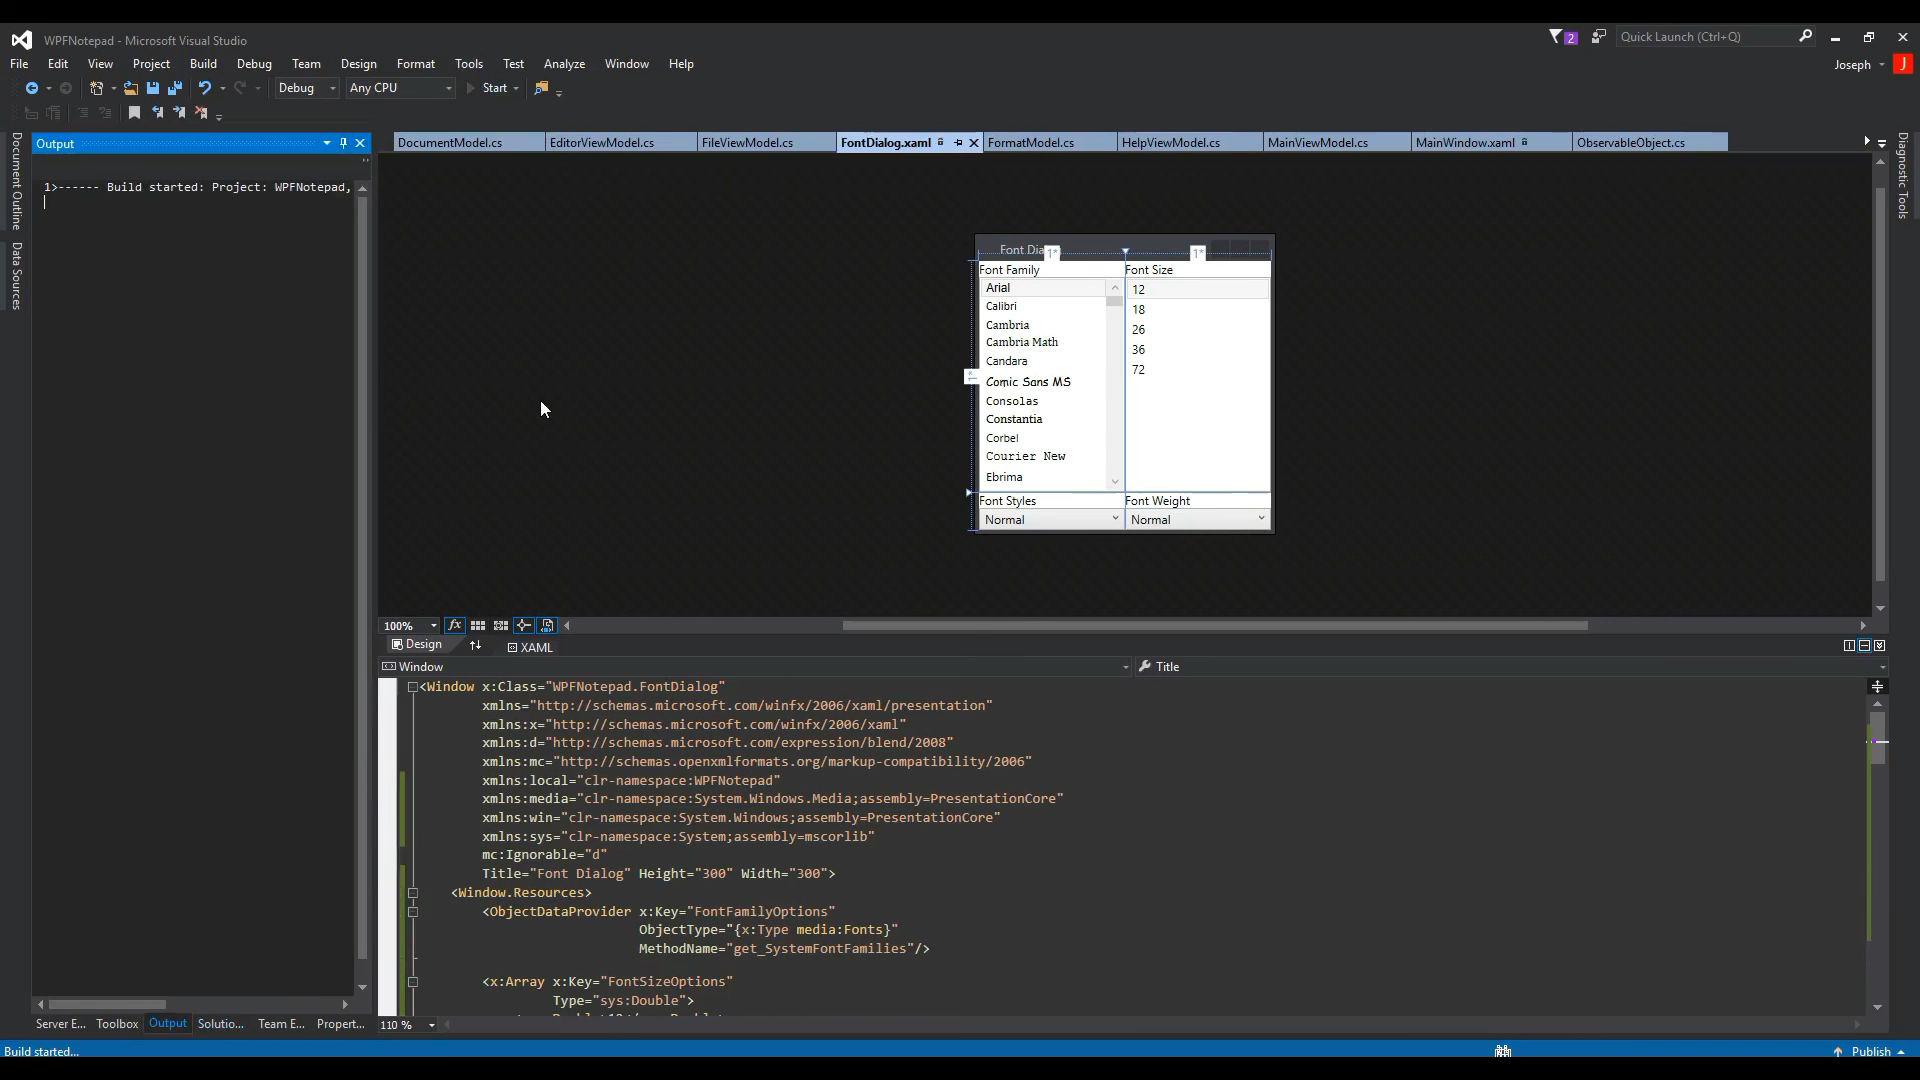 WPFNotepad - Microsoft Visual Studio
2
Quick Launch (Ctrl+Q)
File Edit View Project Build Debug Team Design Format Tools Test Analyze Window Help
Joseph J
Debug Any CPU Start
Document Outline
Data Sources
Output
1>------ Build started: Project: WPFNotepad,
DocumentModel.cs EditorViewModel.cs FileViewModel.cs FontDialog.xaml FormatModel.cs HelpViewModel.cs MainViewModel.cs MainWindow.xaml ObservableObject.cs
Diagnostic Tools
Font Dia
1*
1*
Font Family Font Size
Arial 12
Calibri 18
Cambria 26
Cambria Math 36
Candara 72
Comic Sans MS
Consolas
Constantia
Corbel
Courier New
Ebrima
Font Styles Font Weight
Normal Normal
100%
Design XAML
Window Title
<Window x:Class="WPFNotepad.FontDialog"
xmlns="http://schemas.microsoft.com/winfx/2006/xaml/presentation"
xmlns:x="http://schemas.microsoft.com/winfx/2006/xaml"
xmlns:d="http://schemas.microsoft.com/expression/blend/2008"
xmlns:mc="http://schemas.openxmlformats.org/markup-compatibility/2006"
xmlns:local="clr-namespace:WPFNotepad"
xmlns:media="clr-namespace:System.Windows.Media;assembly=PresentationCore"
xmlns:win="clr-namespace:System.Windows;assembly=PresentationCore"
xmlns:sys="clr-namespace:System;assembly=mscorlib"
mc:Ignorable="d"
Title="Font Dialog" Height="300" Width="300">
<Window.Resources>
<ObjectDataProvider x:Key="FontFamilyOptions"
ObjectType="{x:Type media:Fonts}"
MethodName="get_SystemFontFamilies"/>
<x:Array x:Key="FontSizeOptions"
Type="sys:Double">
Server E... Toolbox Output Solutio... Team E... Propert...
110 %
Build started...
Publish